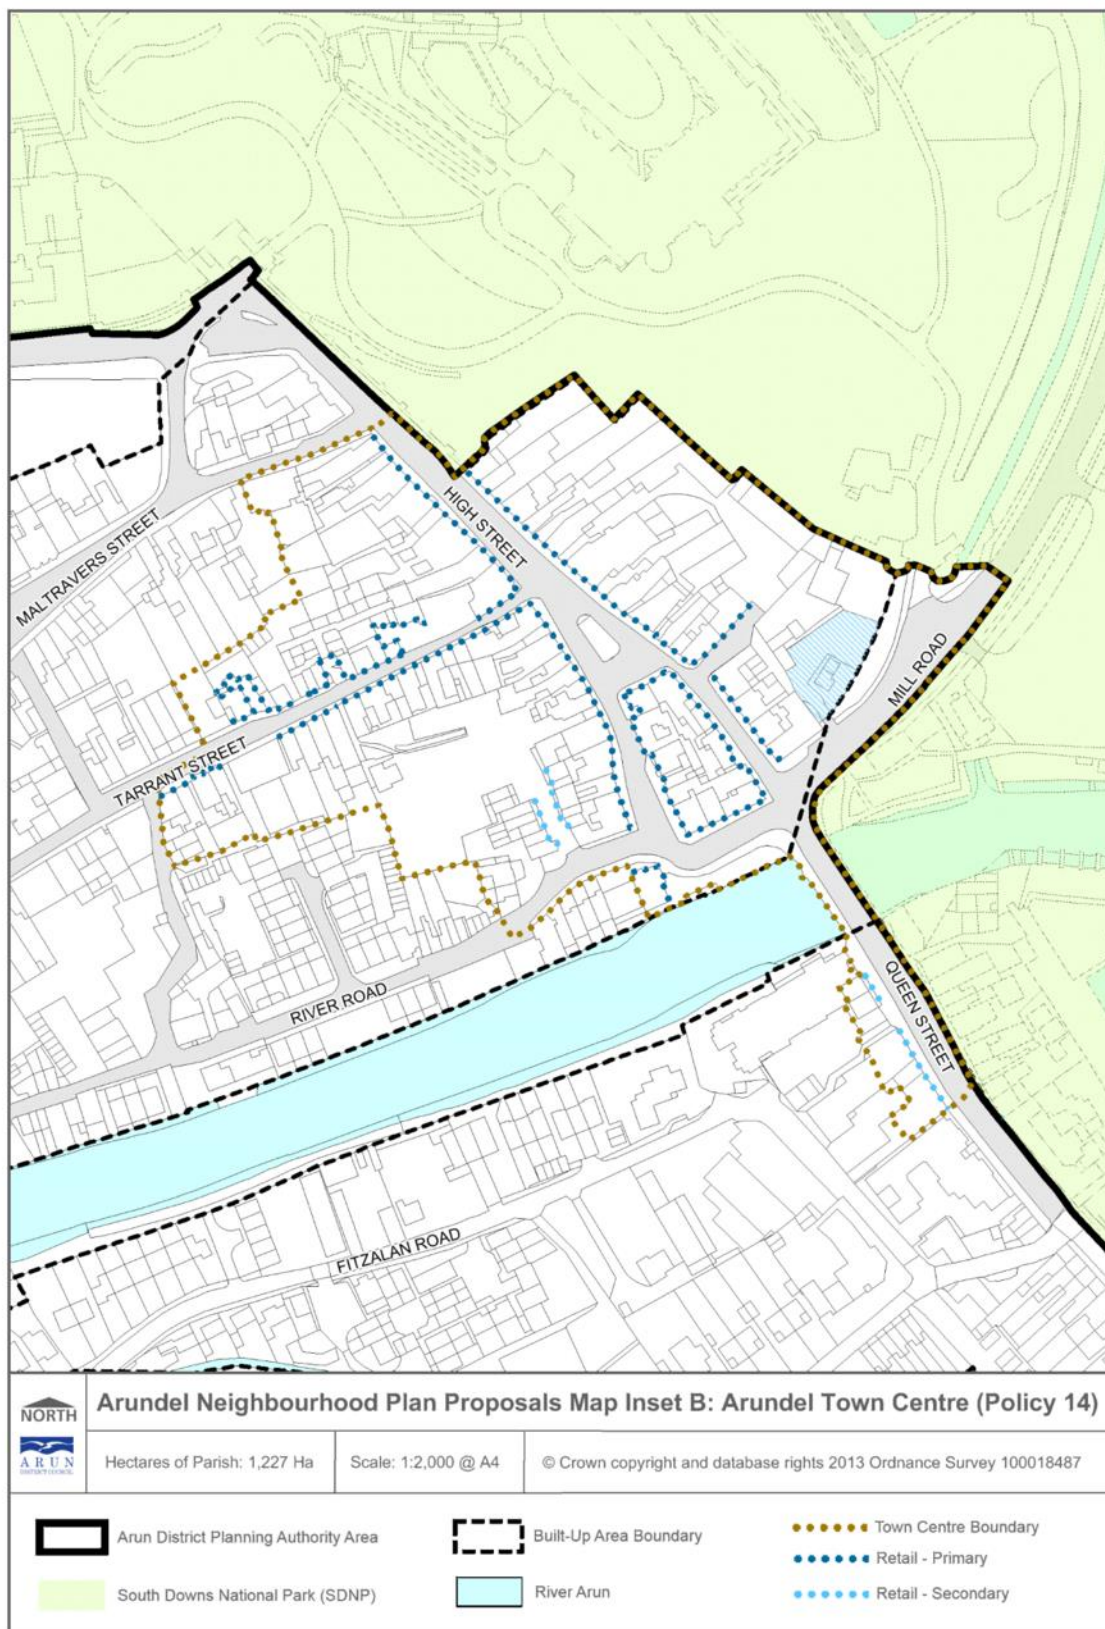 HIGH STREET
MALTRAVERS STREET
MILL ROAD
TARRANT STREET
QUEEN STREET
RIVER ROAD
FITZALAN ROAD
NORTH
ARUN
DISTRICT COUNCIL
Arundel Neighbourhood Plan Proposals Map Inset B: Arundel Town Centre (Policy 14)
Hectares of Parish: 1,227 Ha
Scale: 1:2,000 @ A4
© Crown copyright and database rights 2013 Ordnance Survey 100018487
Arun District Planning Authority Area
Built-Up Area Boundary
Town Centre Boundary
Retail - Primary
South Downs National Park (SDNP)
River Arun
Retail - Secondary